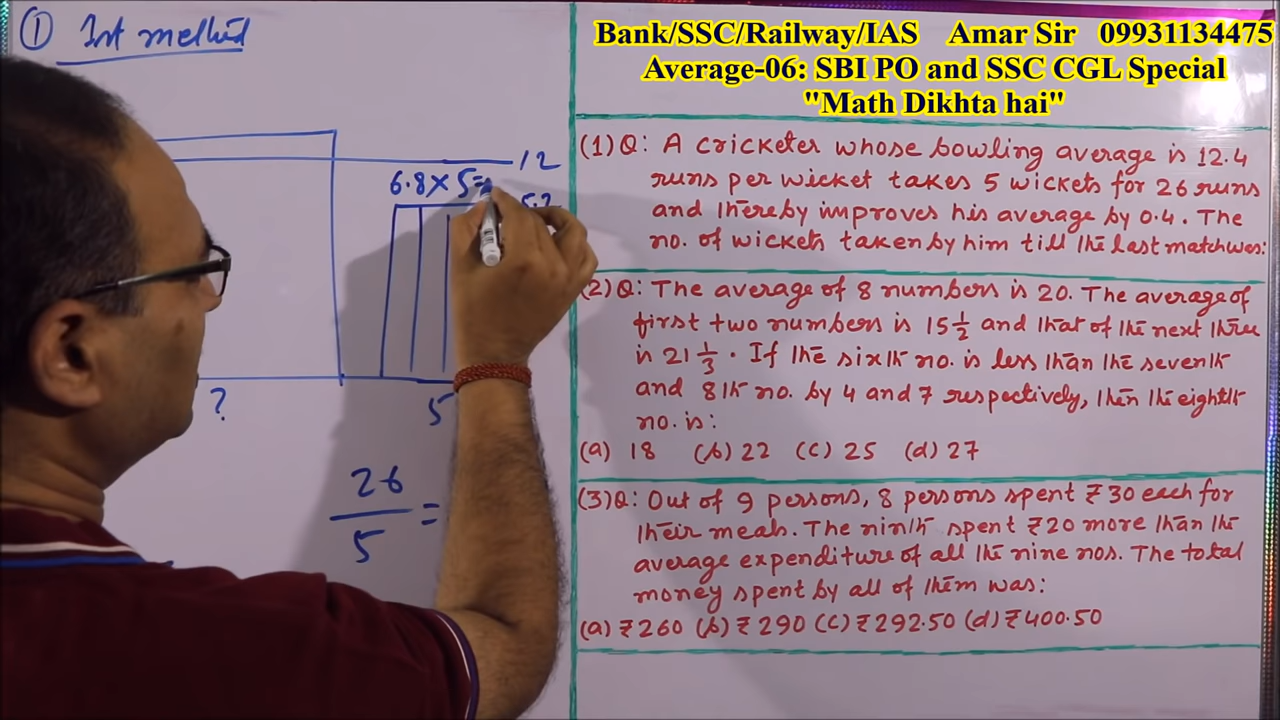 ① Ist method
12
6.8 × 5 =
5.2
?
5
26
5 =
Bank/SSC/Railway/IAS Amar Sir 09931134475
Average-06: SBI PO and SSC CGL Special
"Math Dikhta hai"
(1) Q: A cricketer whose bowling average is 12.4
runs per wicket takes 5 wickets for 26 runs
and thereby improves his average by 0.4. The
no. of wickets taken by him till the last match was:
(2) Q: The average of 8 numbers is 20. The average of
first two numbers is 15 1/2 and that of the next three
is 21 1/3. If the sixth no. is less than the seventh
and 8th no. by 4 and 7 respectively, then the eighth
no. is:
(a) 18 (b) 22 (c) 25 (d) 27
(3) Q: Out of 9 persons, 8 persons spent ₹30 each for
their meals. The ninth spent ₹20 more than the
average expenditure of all the nine nos. The total
money spent by all of them was:
(a) ₹260 (b) ₹290 (c) ₹292.50 (d) ₹400.50